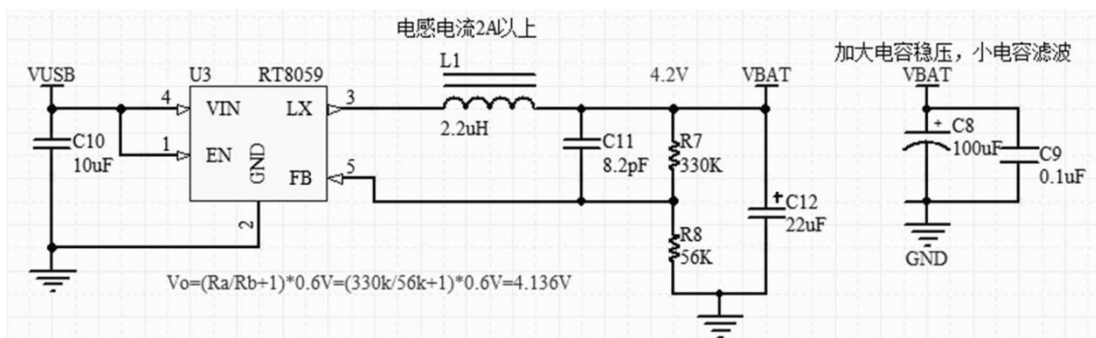 电感电流2A以上
加大电容稳压，小电容滤波
VUSB
U3
RT8059
L1
4.2V
VBAT
VBAT
4
VIN
LX
3
2.2uH
C10
10uF
1
EN
GND
FB
5
2
C11
8.2pF
R7
330K
C12
22uF
R8
56K
+
C8
100uF
C9
0.1uF
GND
Vo=(Ra/Rb+1)*0.6V=(330k/56k+1)*0.6V=4.136V